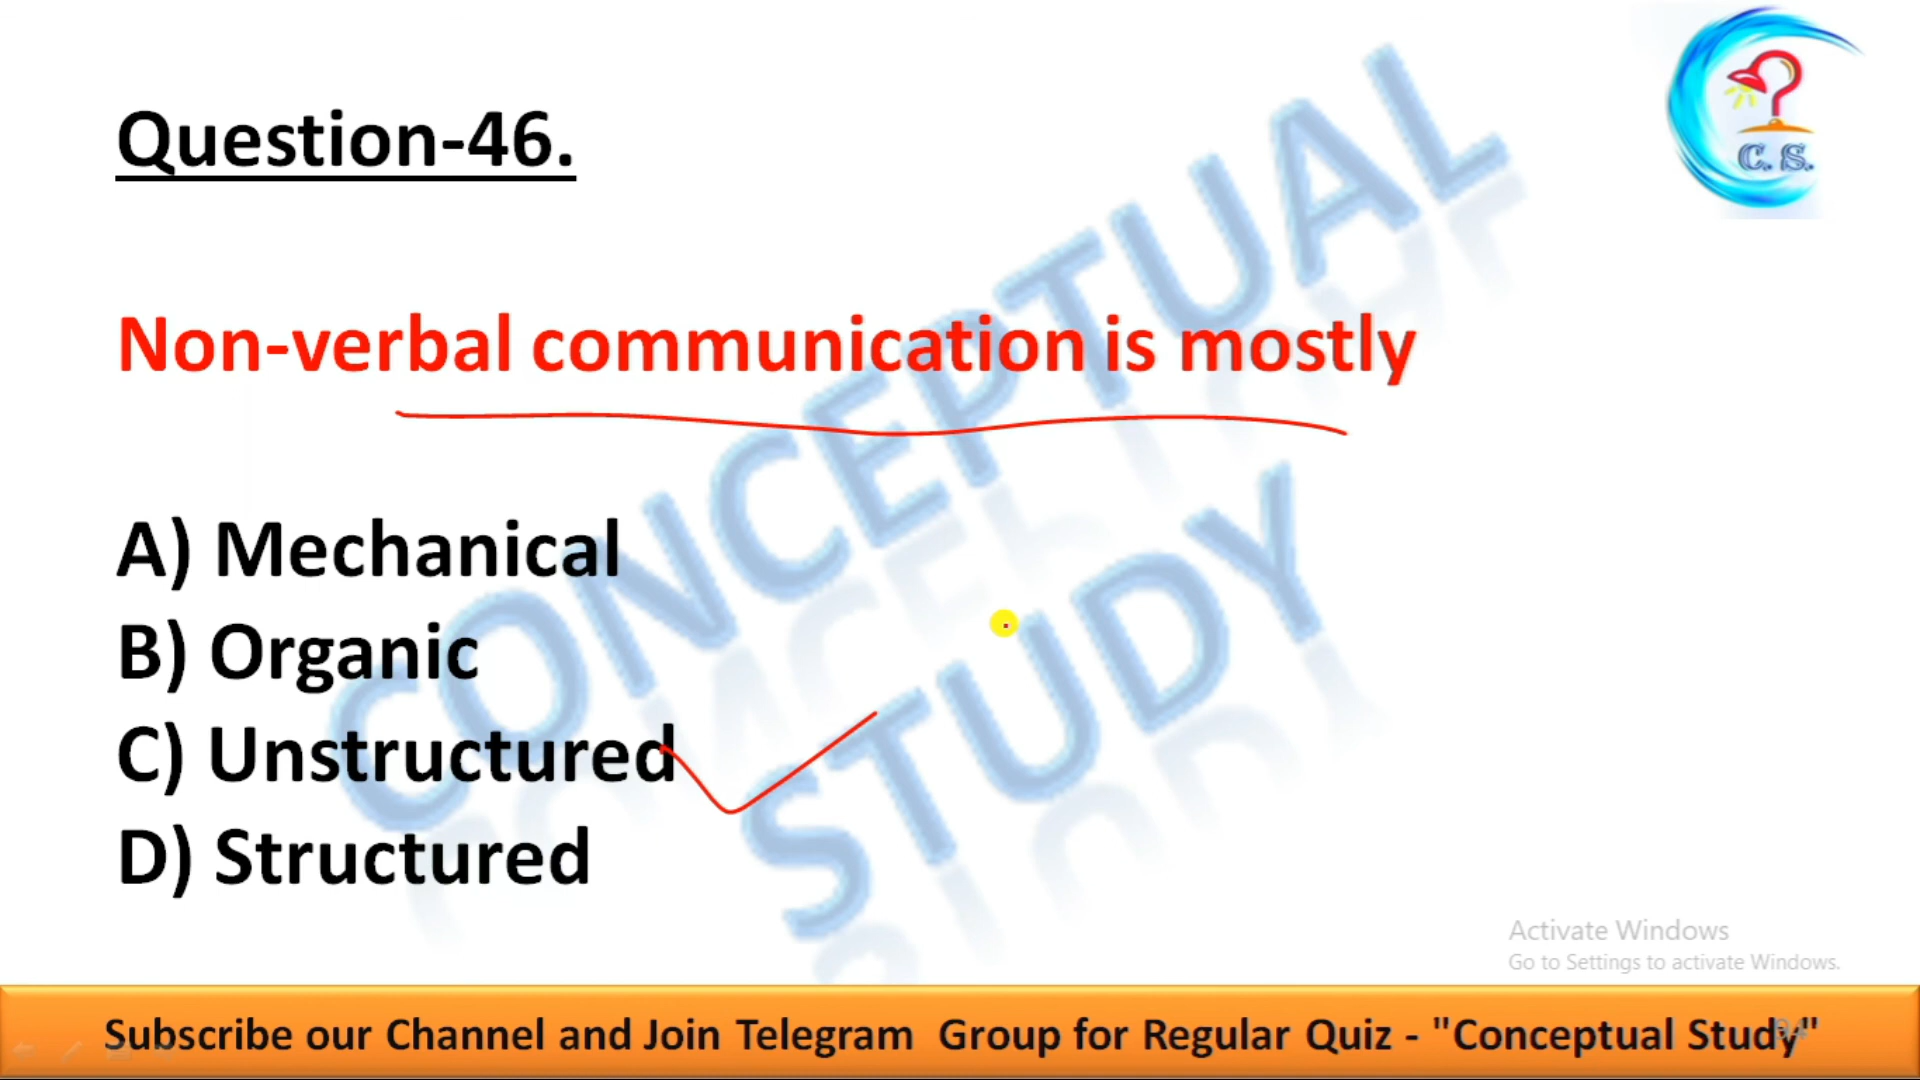 C. S.
Question-46.
Non-verbal communication is mostly
A) Mechanical
B) Organic
C) Unstructured
D) Structured
CONCEPTUAL
STUDY
Activate Windows
Go to Settings to activate Windows.
Subscribe our Channel and Join Telegram Group for Regular Quiz - "Conceptual Study"
94